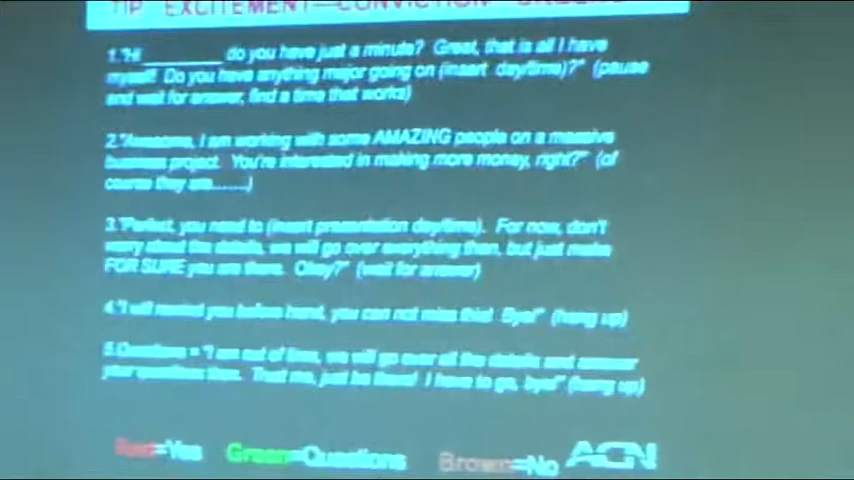 TIP EXCITEMENT—CONVICTION
1."Hi ________ do you have just a minute? Great, that is all I have
myself! Do you have anything major going on (insert day/time)?" (pause
and wait for answer, find a time that works)
2."Awesome, I am working with some AMAZING people on a massive
business project. You're interested in making more money, right?" (of
course they are.......)
3."Perfect, you need to (insert presentation day/time). For now, don't
worry about the details, we will go over everything then, but just make
FOR SURE you are there. Okay?" (wait for answer)
4."I will remind you before hand, you can not miss this! Bye!" (hang up)
5.Questions = "I am out of time, we will go over all the details and answer
your questions then. Trust me, just be there! I have to go, bye!" (hang up)
Red=Yes Green=Questions Brown=No ACN